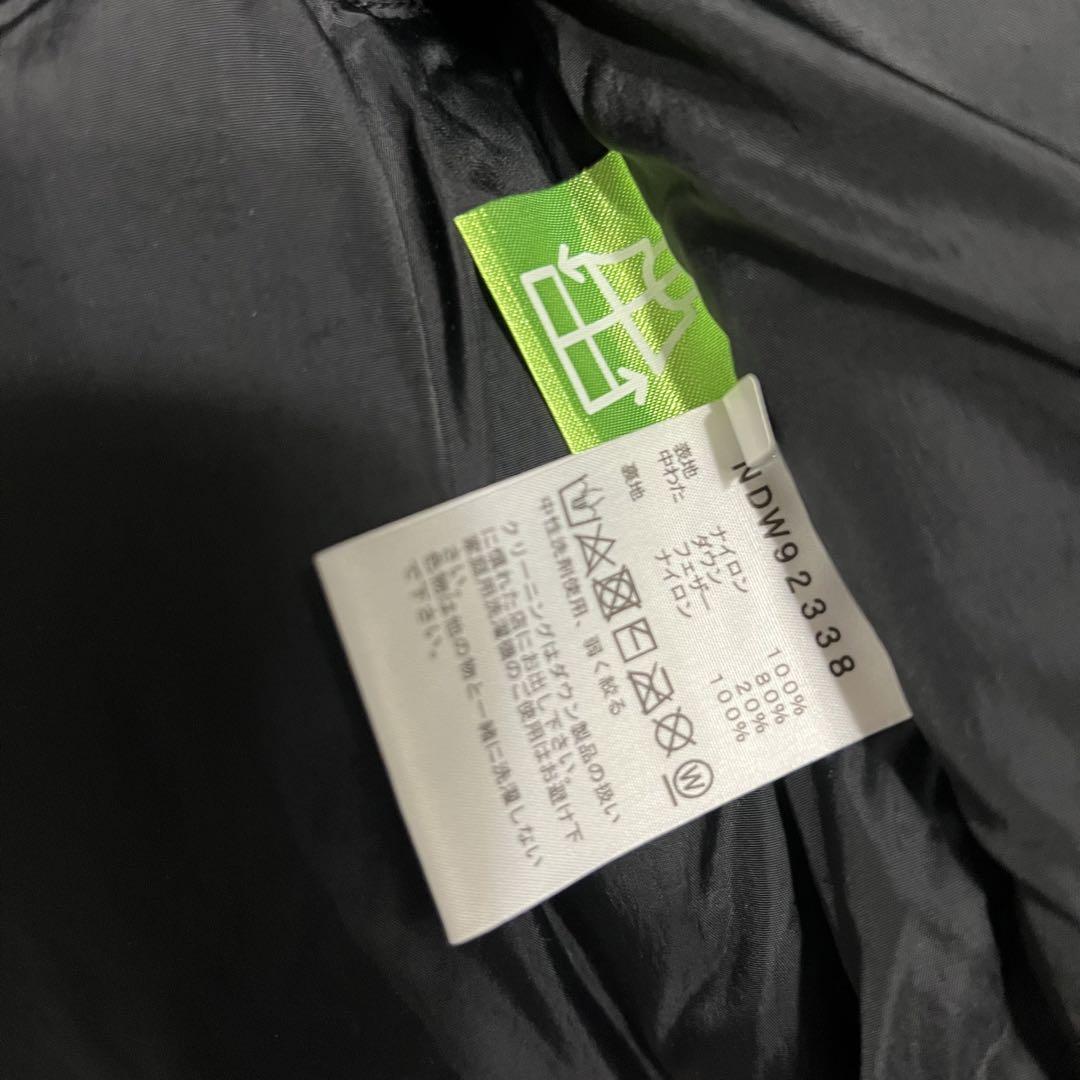 NDW92338
表地 ナイロン 100%
中わた ダウン 80%
フェザー 20%
裏地 ナイロン 100%
W
中性洗剤使用、弱く絞る
クリーニングはダウン製品の扱い
に慣れた店にお出し下さい。
家庭用洗濯機のご使用はお避け下
さい。
色物は他の物と一緒に洗濯しない
で下さい。